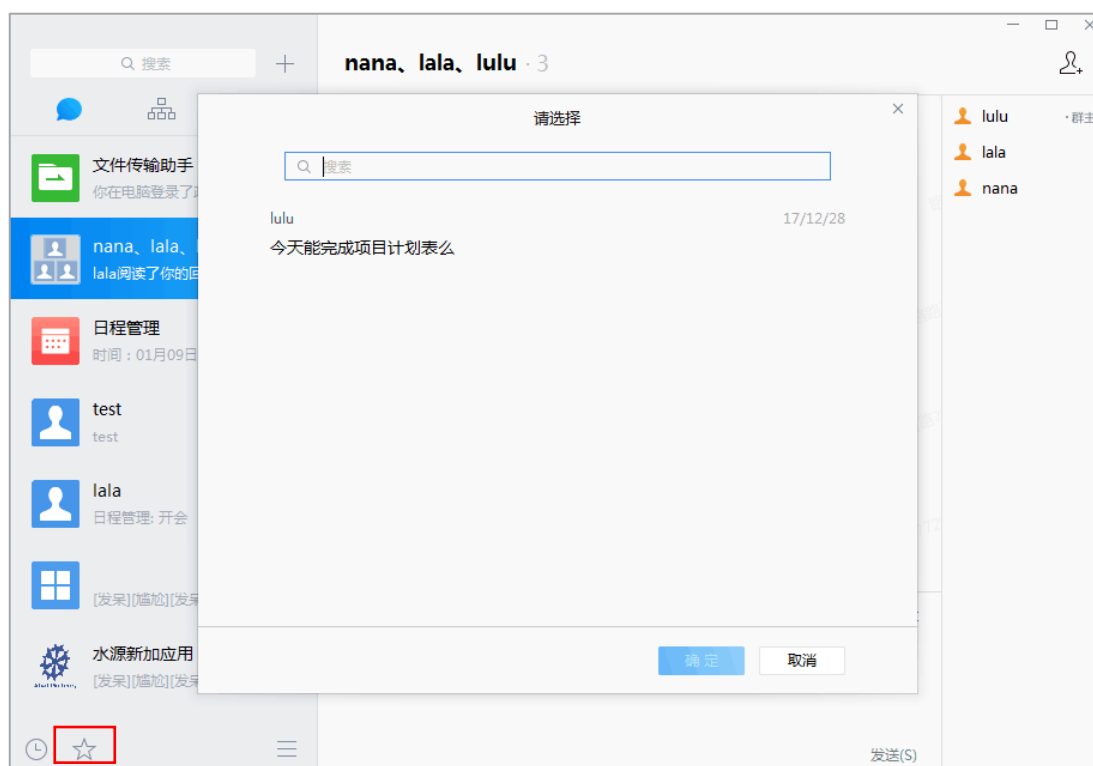 搜索
nana、lala、lulu · 3
请选择
搜索
lulu
17/12/28
今天能完成项目计划表么
文件传输助手
你在电脑登录了
nana、lala、
lala阅读了你的回
日程管理
时间：01月09日
test
test
lala
日程管理: 开会
[发呆][尴尬][发呆
水源新加应用
[发呆][尴尬][发呆
lulu
·群主
lala
nana
确定
取消
发送(S)